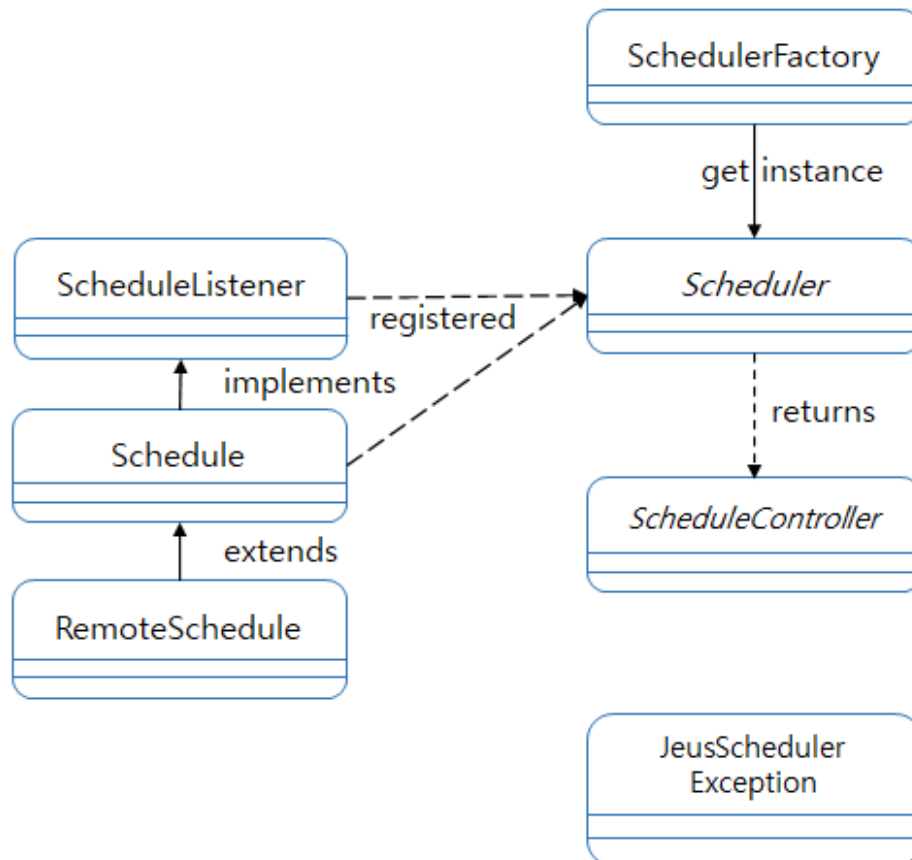 SchedulerFactory
get instance
ScheduleListener
Scheduler
registered
implements
returns
Schedule
ScheduleController
extends
RemoteSchedule
JeusScheduler
Exception